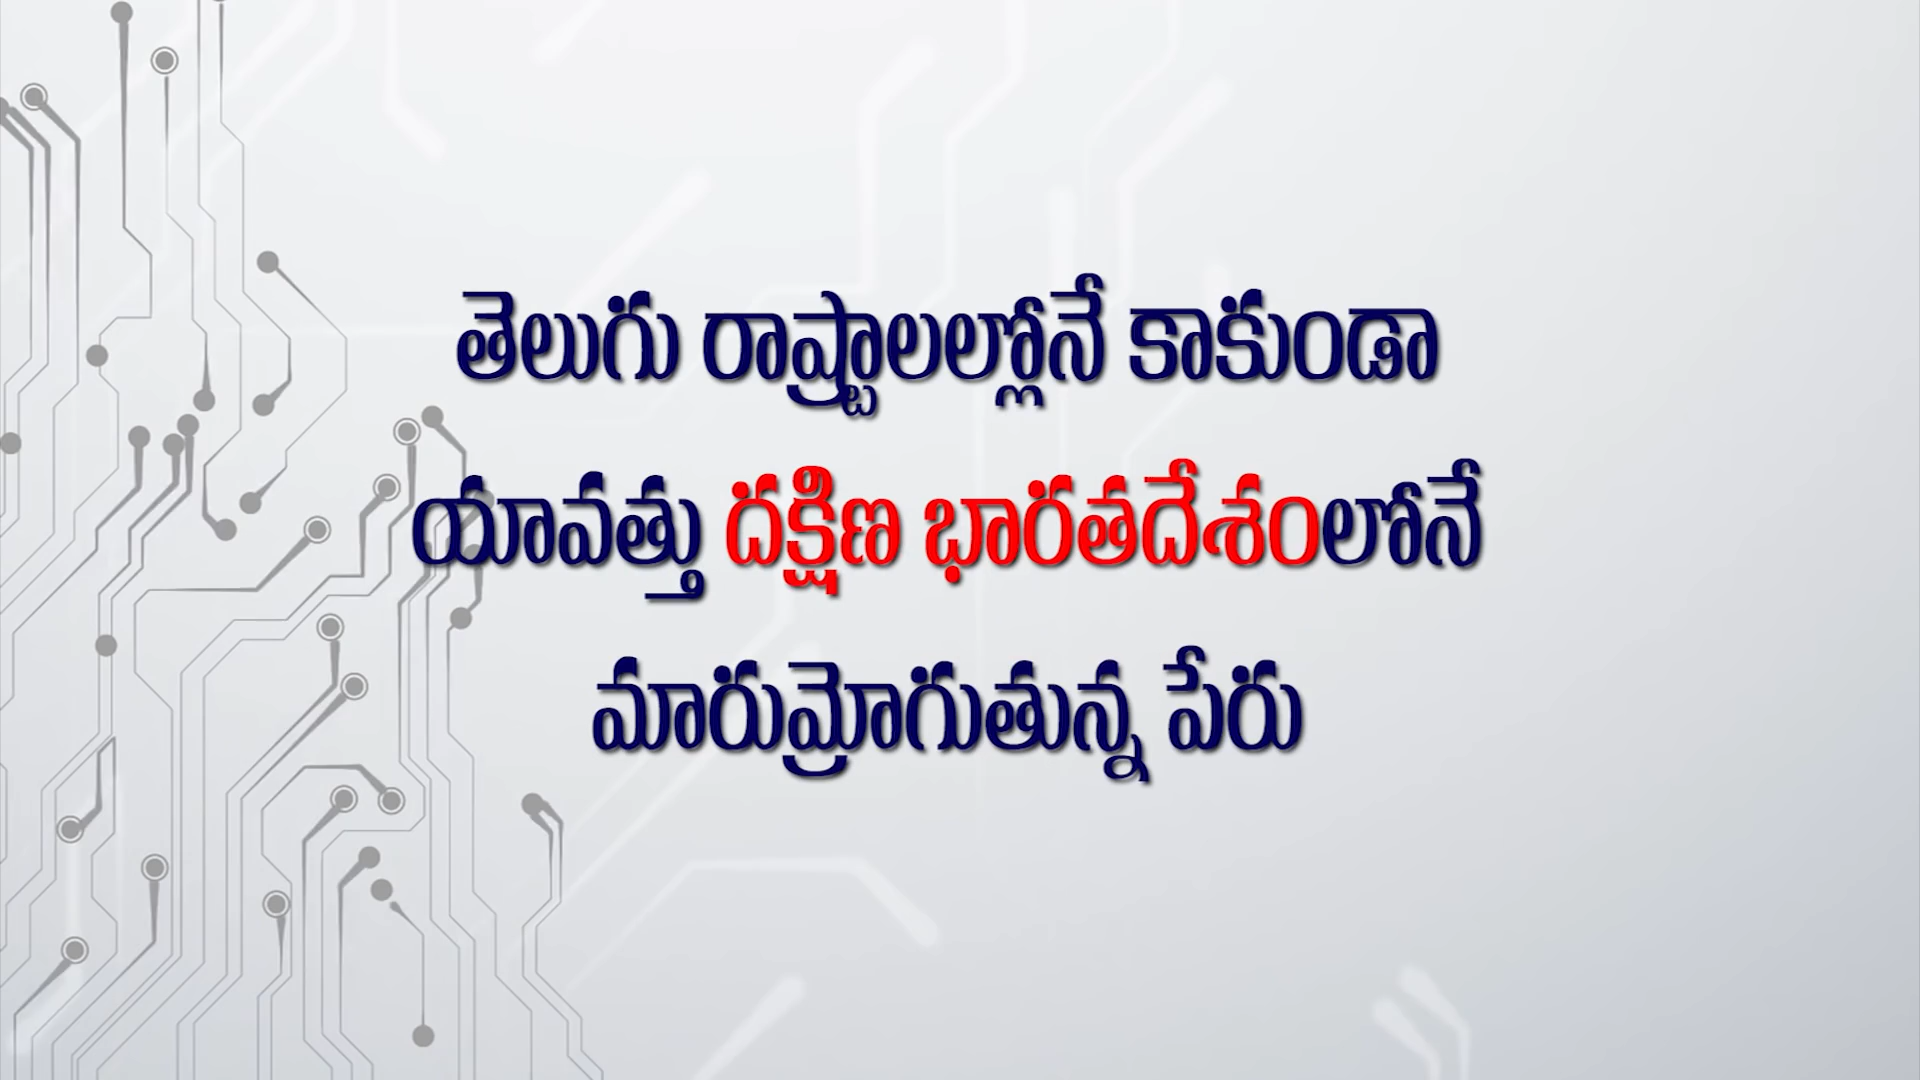 తెలుగు రాష్ట్రాలల్లోనే కాకుండా
యావత్తు దక్షిణ భారతదేశంలోనే
మారుమ్రోగుతున్న పేరు